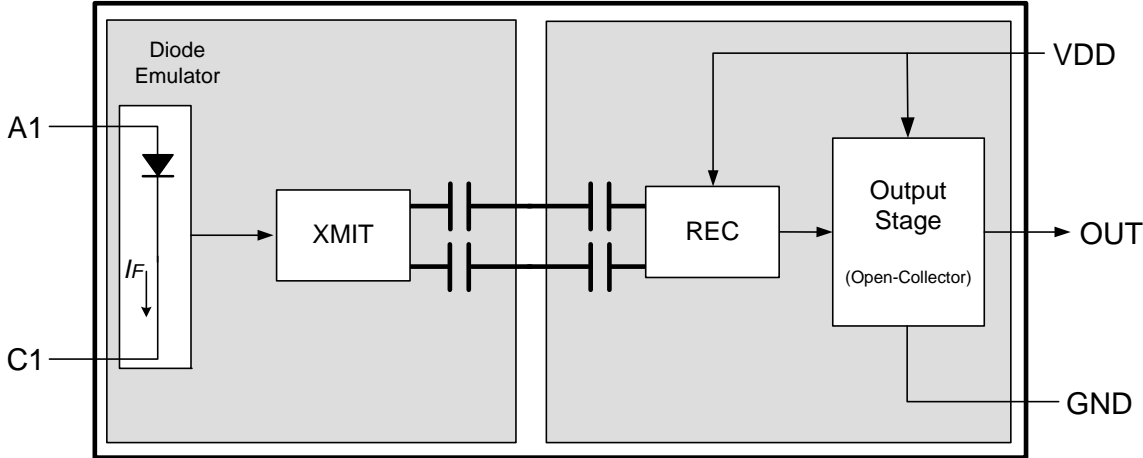 Diode
Emulator
VDD
A1
Output
Stage
XMIT
REC
OUT
IF
(Open-Collector)
C1
GND